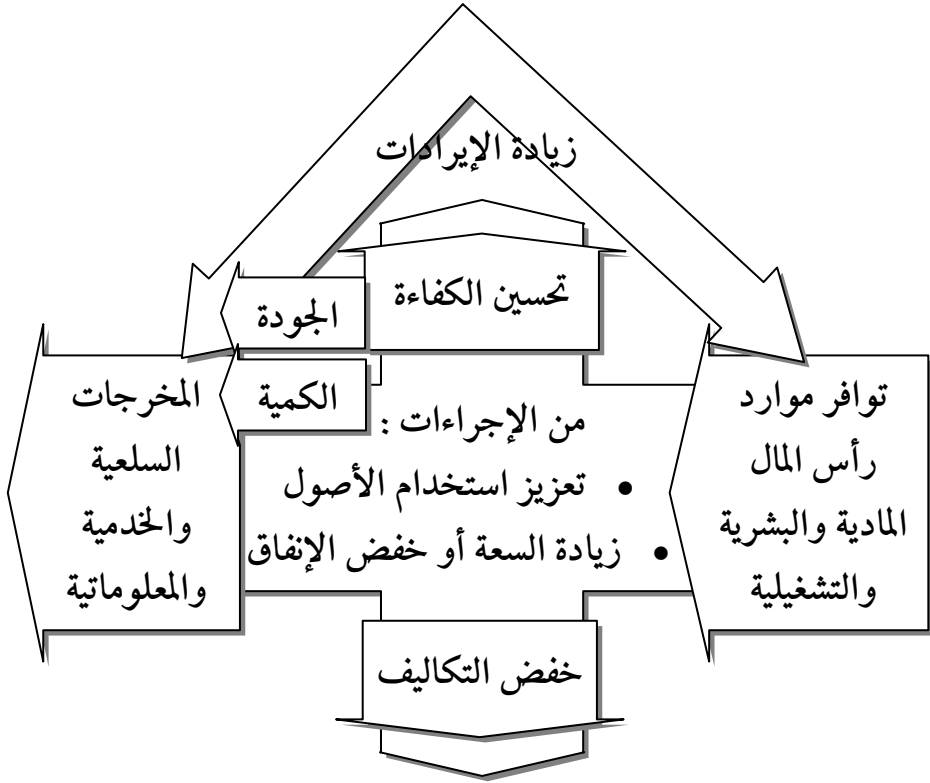 زيادة الإيرادات
تحسين الكفاءة
توافر موارد
رأس المال
المادية والبشرية
والتشغيلية
من الإجراءات :
• تعزيز استخدام الأصول
• زيادة السعة أو خفض الإنفاق
الجودة
الكمية
المخرجات
السلعية
والخدمية
والمعلوماتية
خفض التكاليف